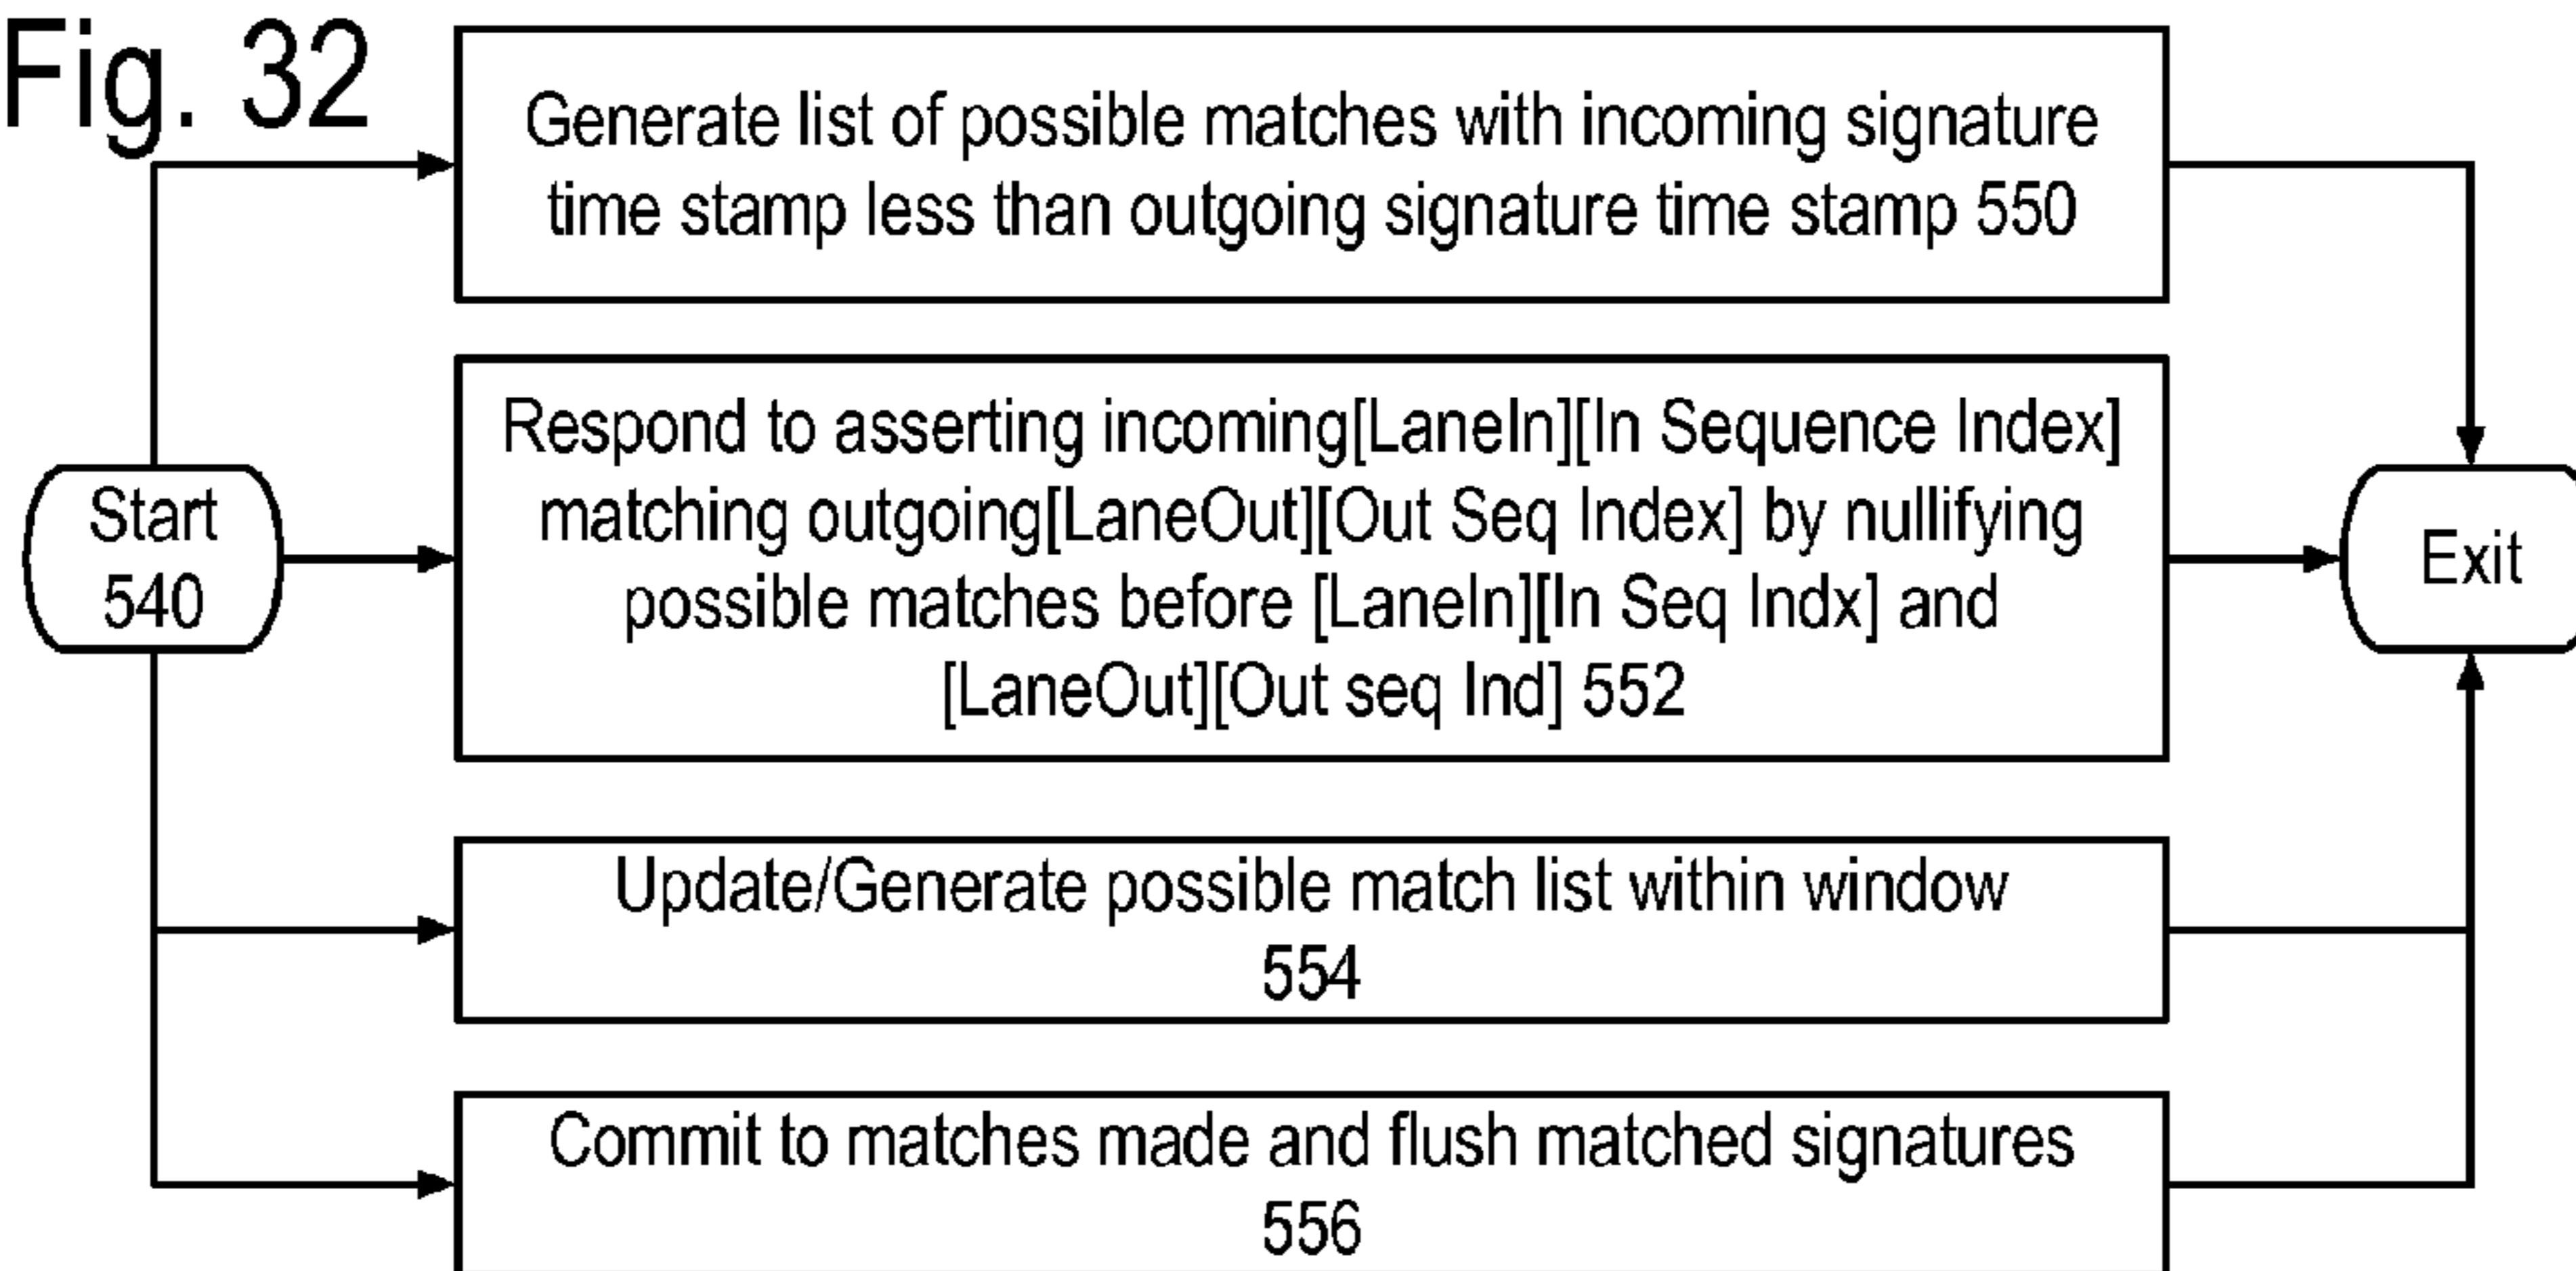 Fig. 32
Generate list of possible matches with incoming signature
time stamp less than outgoing signature time stamp 550
Respond to asserting incoming[LaneIn][In Sequence Index]
matching outgoing[LaneOut][Out Seq Index] by nullifying
possible matches before [LaneIn][In Seq Indx] and
[LaneOut][Out seq Ind] 552
Start
540
Exit
Update/Generate possible match list within window
554
Commit to matches made and flush matched signatures
556